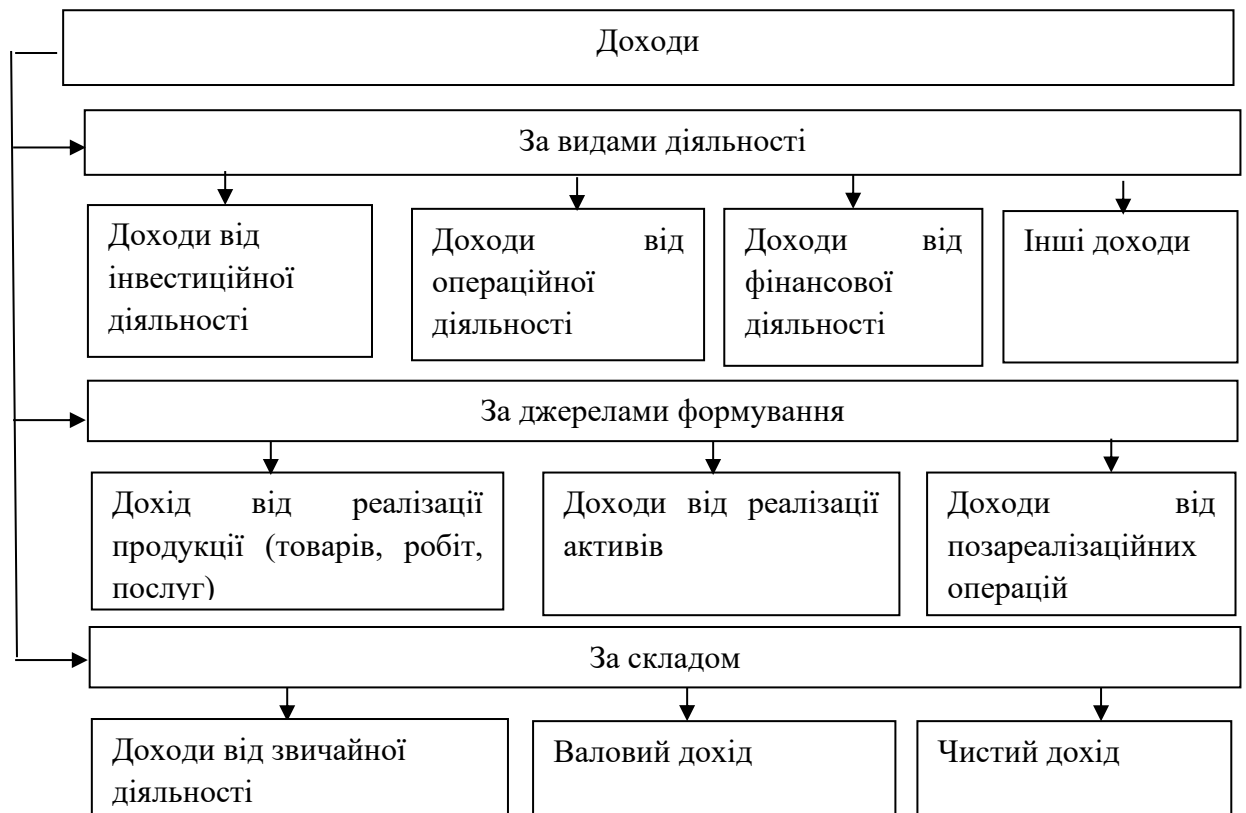 Доходи
За видами діяльності
Доходи від
інвестиційної
діяльності
Доходи від
операційної
діяльності
Доходи від
фінансової
діяльності
Інші доходи
За джерелами формування
Дохід від реалізації
продукції (товарів, робіт,
послуг)
Доходи від реалізації
активів
Доходи від
позареалізаційних
операцій
За складом
Доходи від звичайної
діяльності
Валовий дохід
Чистий дохід